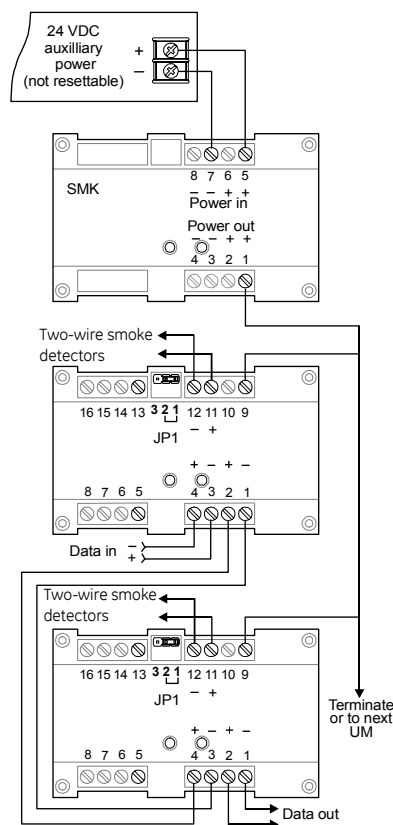 24 VDC
auxilliary
power
(not resettable)
+
–
8 7 6 5
– – + +
SMK
Power in
Power out
– – + +
4 3 2 1
Two-wire smoke
detectors
16 15 14 13 3 2 1 12 11 10 9
JP1 – +
+ – + –
8 7 6 5 4 3 2 1
Data in –
+
Two-wire smoke
detectors
16 15 14 13 3 2 1 12 11 10 9
JP1 – +
Terminate
or to next
UM
+ – + –
8 7 6 5 4 3 2 1
Data out